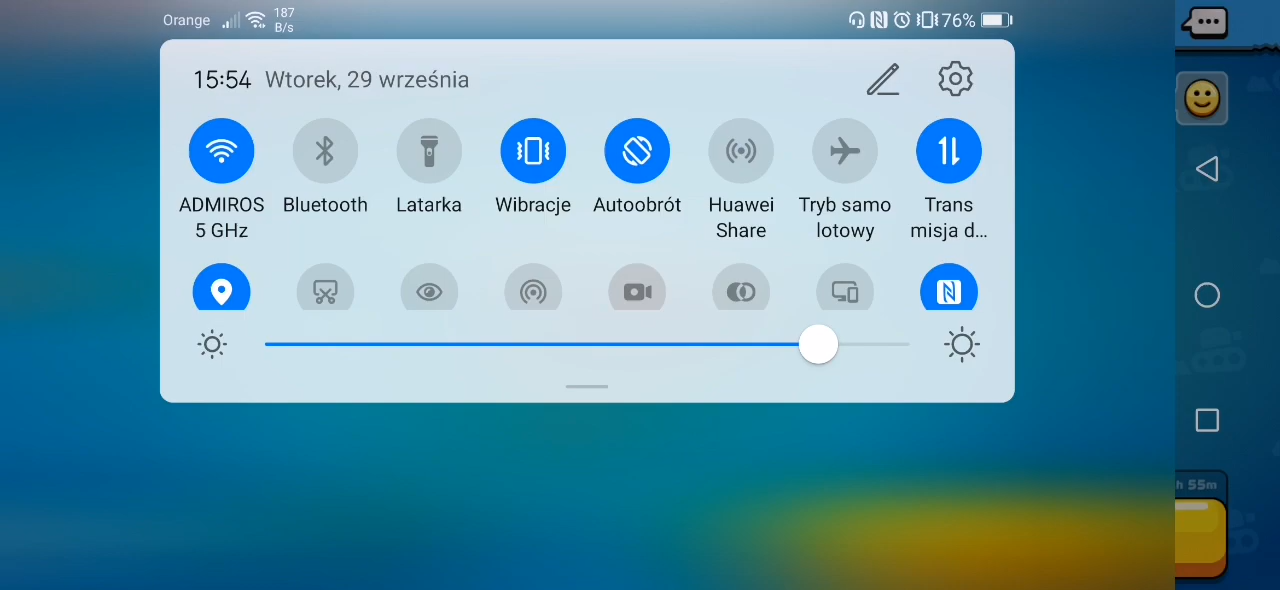 Orange 187 B/s 76%
15:54 Wtorek, 29 września
ADMIROS 5 GHz
Bluetooth
Latarka
Wibracje
Autoobrót
Huawei Share
Tryb samo lotowy
Trans misja d...
h 55m